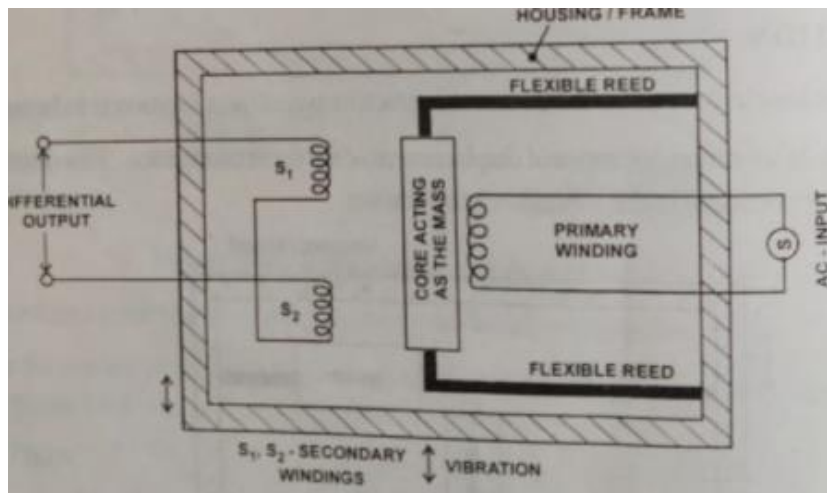 HOUSING / FRAME
FLEXIBLE REED
S₁
DIFFERENTIAL
OUTPUT
CORE ACTING
AS THE MASS
PRIMARY
WINDING
S
AC - INPUT
S₂
FLEXIBLE REED
S₁, S₂ - SECONDARY
WINDINGS
VIBRATION